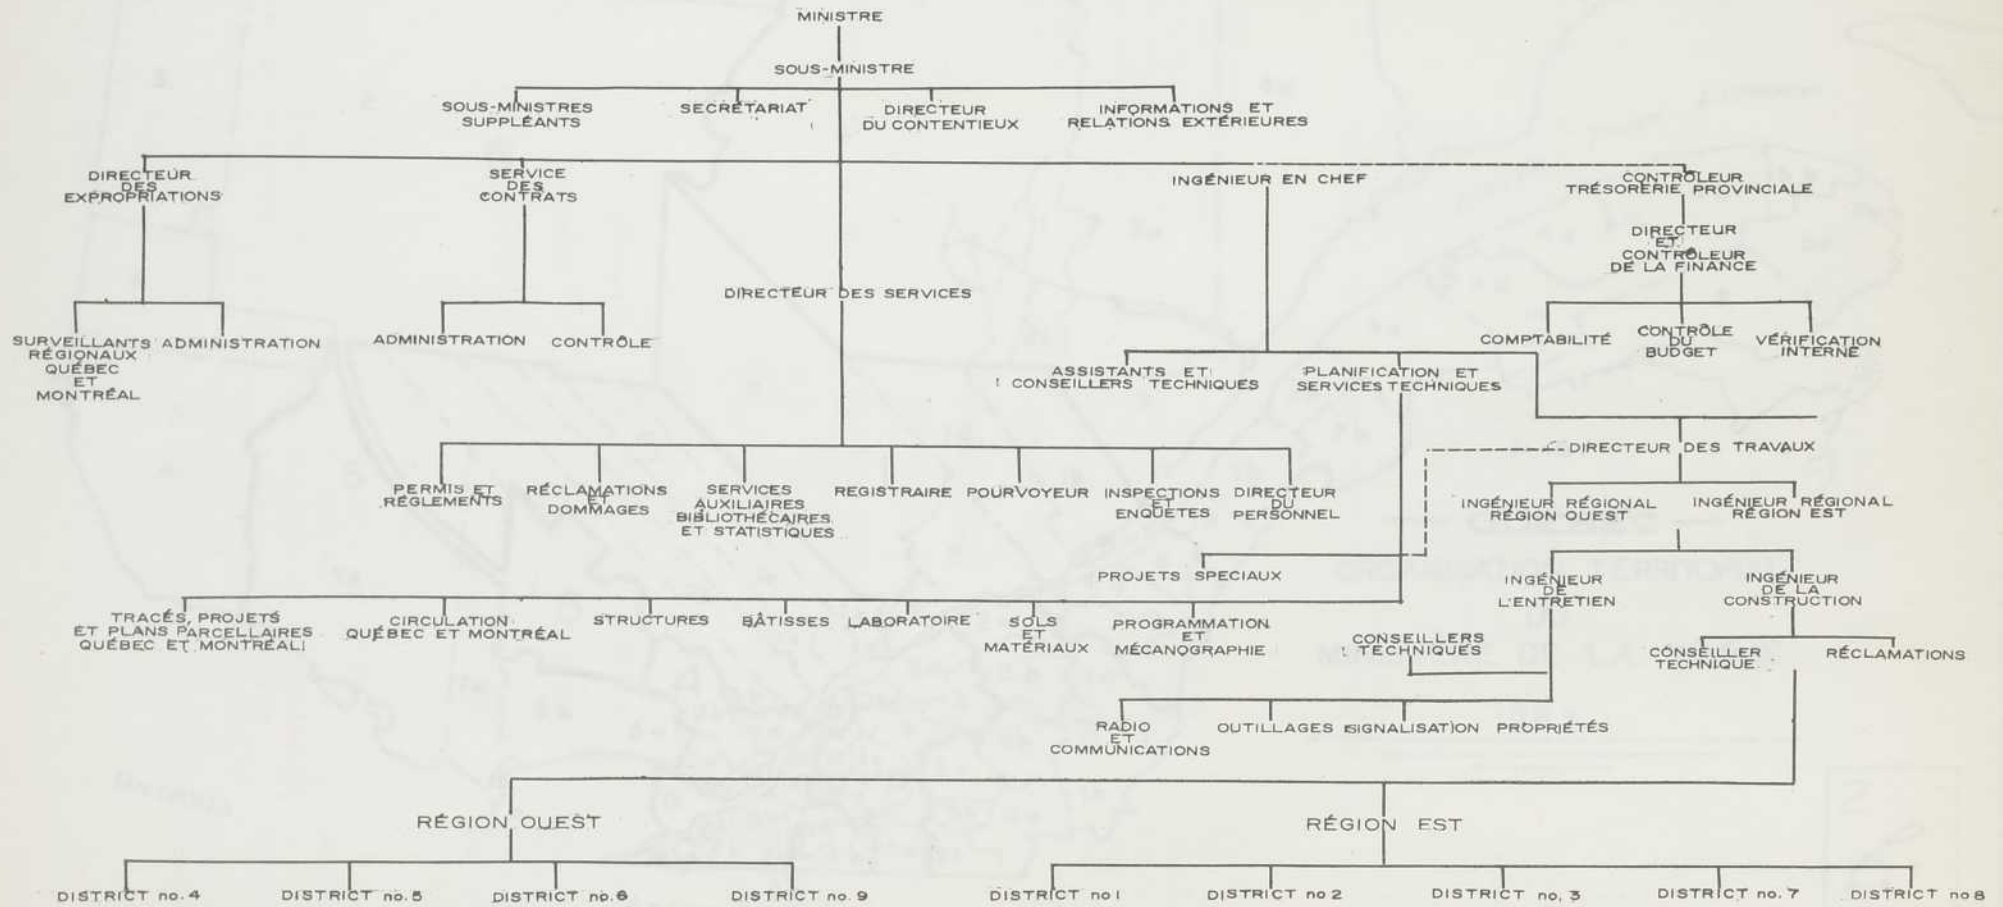 MINISTRE
SOUS-MINISTRE
SOUS-MINISTRES
SUPPLÉANTS
SECRÉTARIAT
DIRECTEUR
DU CONTENTIEUX
INFORMATIONS ET
RELATIONS EXTÉRIEURES
DIRECTEUR
DES
EXPROPRIATIONS
SERVICE
DES
CONTRATS
INGÉNIEUR EN CHEF
CONTRÔLEUR
TRÉSORERIE PROVINCIALE
DIRECTEUR
ET
CONTRÔLEUR
DE LA FINANCE
DIRECTEUR DES SERVICES
SURVEILLANTS
RÉGIONAUX
QUÉBEC
ET
MONTRÉAL
ADMINISTRATION
ADMINISTRATION
CONTRÔLE
COMPTABILITÉ
CONTRÔLE
DU
BUDGET
VÉRIFICATION
INTERNE
ASSISTANTS ET
CONSEILLERS TECHNIQUES
PLANIFICATION ET
SERVICES TECHNIQUES
DIRECTEUR DES TRAVAUX
PERMIS ET
RÉGLEMENTS
RÉCLAMATIONS
ET
DOMMAGES
SERVICES
AUXILIAIRES
BIBLIOTHÉCAIRES
ET STATISTIQUES
REGISTRAIRE
POURVOYEUR
INSPECTIONS
ET
ENQUÊTES
DIRECTEUR
DU
PERSONNEL
INGÉNIEUR RÉGIONAL
RÉGION OUEST
INGÉNIEUR RÉGIONAL
RÉGION EST
PROJETS SPECIAUX
INGÉNIEUR
DE
L'ENTRETIEN
INGÉNIEUR
DE LA
CONSTRUCTION
TRACÉS, PROJETS
ET PLANS PARCELLAIRES
QUÉBEC ET MONTRÉAL
CIRCULATION
QUÉBEC ET MONTRÉAL
STRUCTURES
BÂTISSES
LABORATOIRE
SOLS
ET
MATÉRIAUX
PROGRAMMATION
ET
MÉCANOGRAPHIE
CONSEILLERS
TECHNIQUES
CONSEILLER
TECHNIQUE
RÉCLAMATIONS
RADIO
ET
COMMUNICATIONS
OUTILLAGES
SIGNALISATION
PROPRIÉTÉS
RÉGION OUEST
RÉGION EST
DISTRICT no. 4
DISTRICT no. 5
DISTRICT no. 6
DISTRICT no. 9
DISTRICT no 1
DISTRICT no 2
DISTRICT no. 3
DISTRICT no. 7
DISTRICT no 8